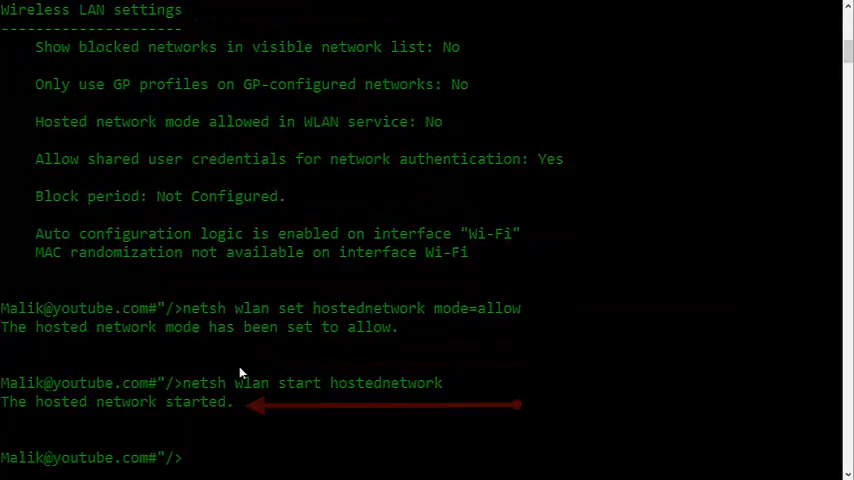 Wireless LAN settings
---------------------
Show blocked networks in visible network list: No
Only use GP profiles on GP-configured networks: No
Hosted network mode allowed in WLAN service: No
Allow shared user credentials for network authentication: Yes
Block period: Not Configured.
Auto configuration logic is enabled on interface "Wi-Fi"
MAC randomization not available on interface Wi-Fi
Malik@youtube.com#"/>netsh wlan set hostednetwork mode=allow
The hosted network mode has been set to allow.
Malik@youtube.com#"/>netsh wlan start hostednetwork
The hosted network started.
Malik@youtube.com#"/>